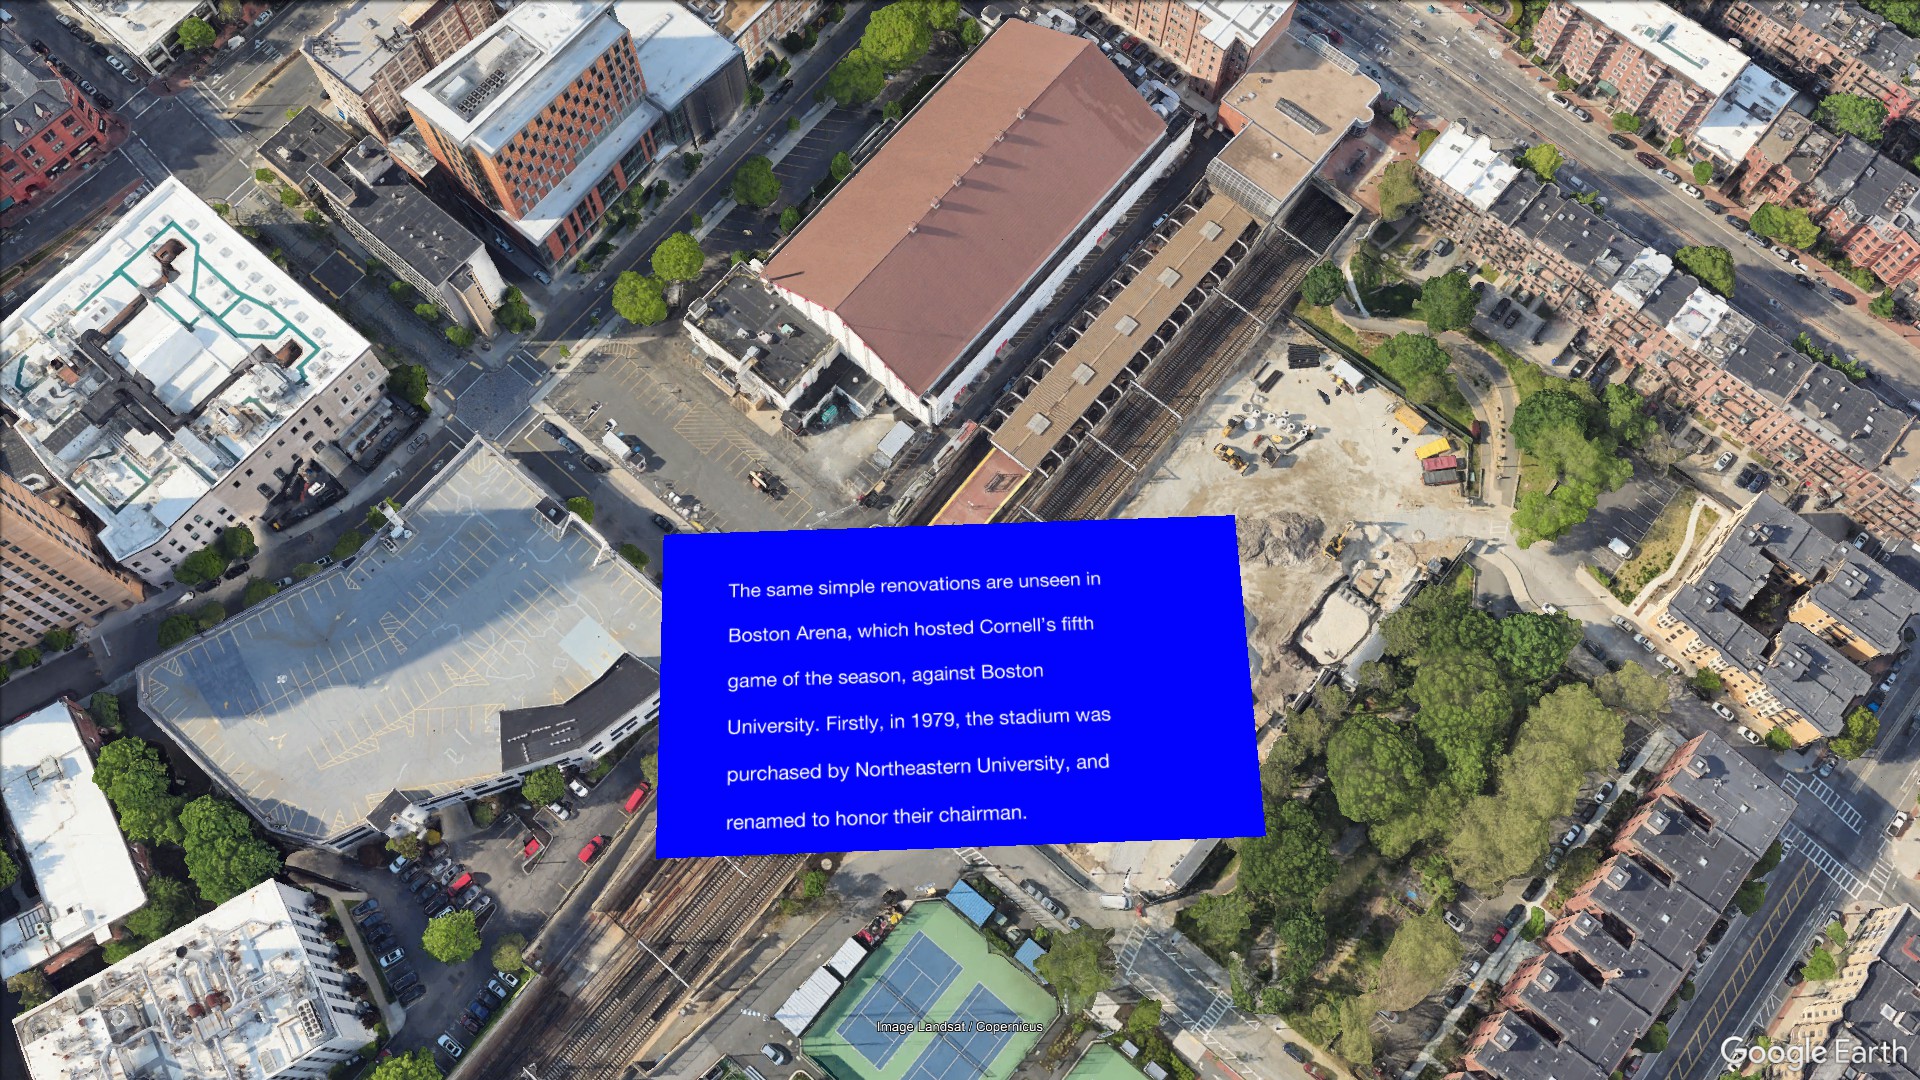 The same simple renovations are unseen in
Boston Arena, which hosted Cornell's fifth
game of the season, against Boston
University. Firstly, in 1979, the stadium was
purchased by Northeastern University, and
renamed to honor their chairman.
Image Landsat / Copernicus
Google Earth